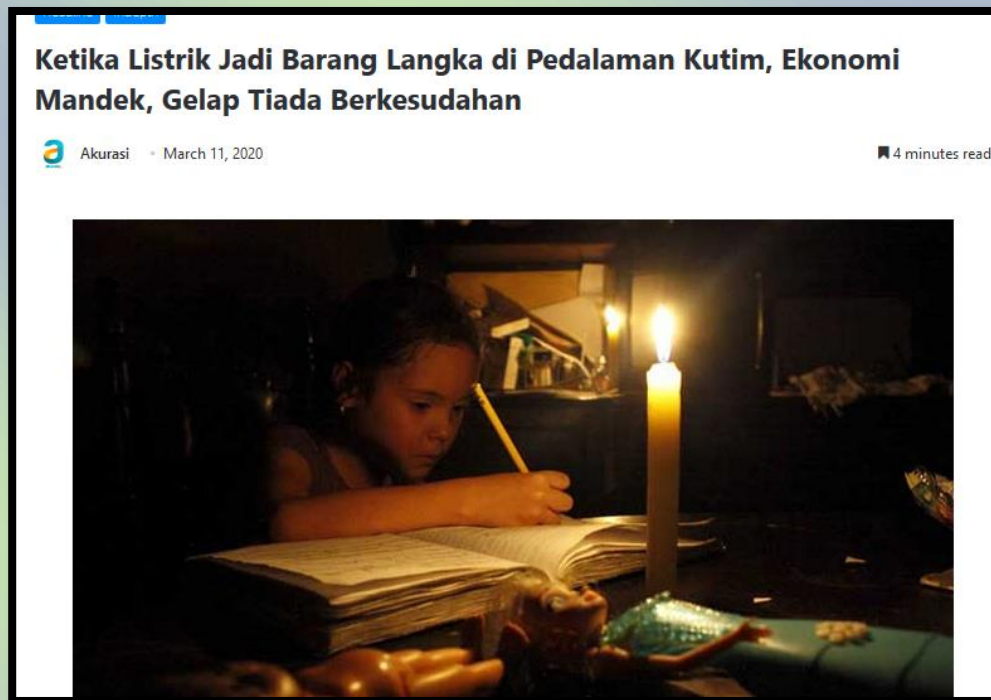 Ketika Listrik Jadi Barang Langka di Pedalaman Kutim, Ekonomi
Mandek, Gelap Tiada Berkesudahan
Akurasi • March 11, 2020
4 minutes read